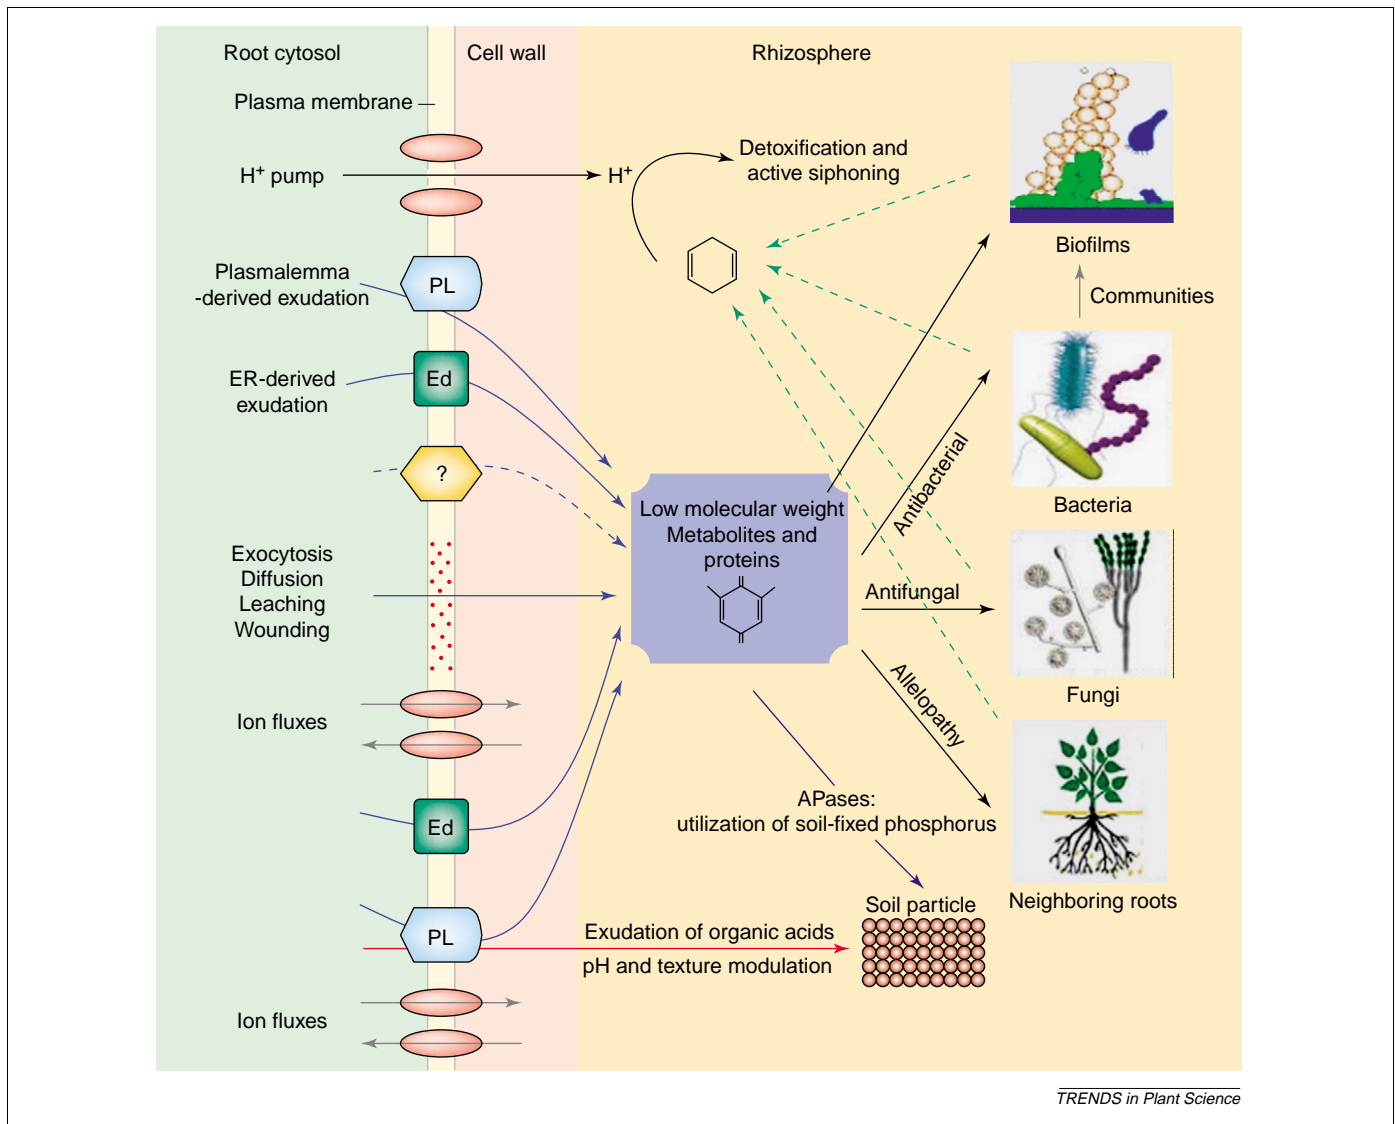 Root cytosol
Cell wall
Rhizosphere
Plasma membrane
H+ pump
H+
Detoxification and
active siphoning
Biofilms
Communities
Plasmalemma
-derived exudation
PL
ER-derived
exudation
Ed
?
Low molecular weight
Metabolites and
proteins
Antibacterial
Bacteria
Exocytosis
Diffusion
Leaching
Wounding
Antifungal
Fungi
Allelopathy
Ion fluxes
Ed
APases:
utilization of soil-fixed phosphorus
Neighboring roots
PL
Soil particle
Exudation of organic acids
pH and texture modulation
Ion fluxes
TRENDS in Plant Science